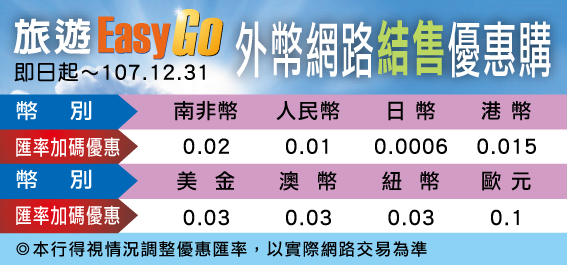 旅遊EasyGo 外幣網路結售優惠購
即日起～107.12.31
幣別 南非幣 人民幣 日幣 港幣
匯率加碼優惠 0.02 0.01 0.0006 0.015
幣別 美金 澳幣 紐幣 歐元
匯率加碼優惠 0.03 0.03 0.03 0.1
◎本行得視情況調整優惠匯率，以實際網路交易為準